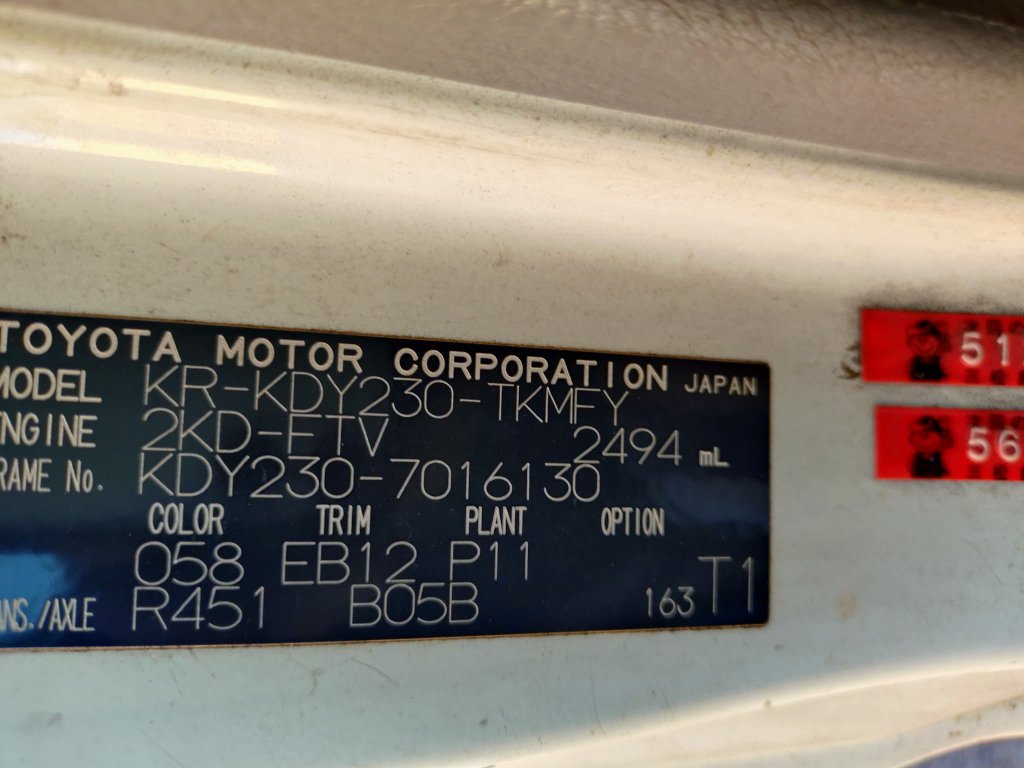 TOYOTA MOTOR CORPORATION JAPAN
MODEL KR-KDY230-TKMFY
ENGINE 2KD-FTV 2494 mL
RAME No. KDY230-7016130
COLOR TRIM PLANT OPTION
058 EB12 P11
ANS./AXLE R451 B05B 163 T1
51
56